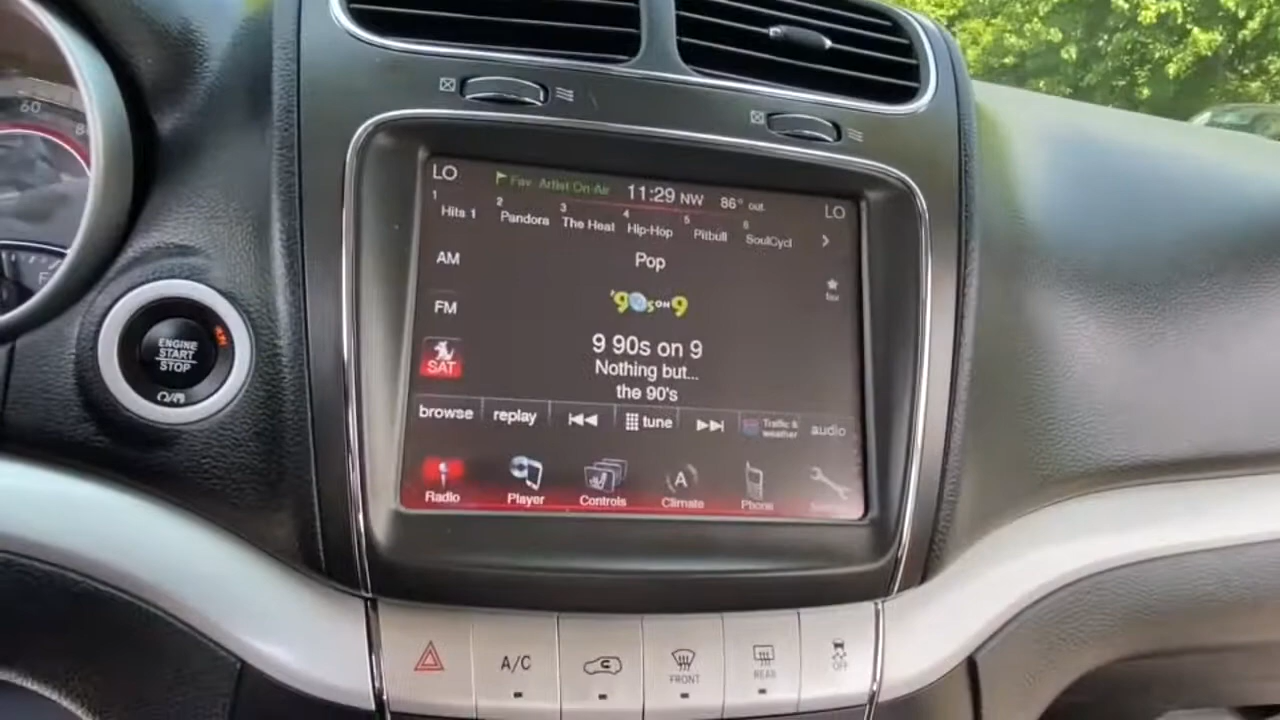 60
8
LO
Fav Artist On-Air
11:29 NW
86° out.
LO
1 Hits 1
2 Pandora
3 The Heat
4 Hip-Hop
5 Pitbull
6 SoulCycl
AM
Pop
fav
FM
'90s ON 9
SAT
9 90s on 9
Nothing but...
the 90's
browse
replay
tune
Traffic & weather
audio
Radio
Player
Controls
A
Climate
Phone
ENGINE
START
STOP
A/C
FRONT
REAR
OFF